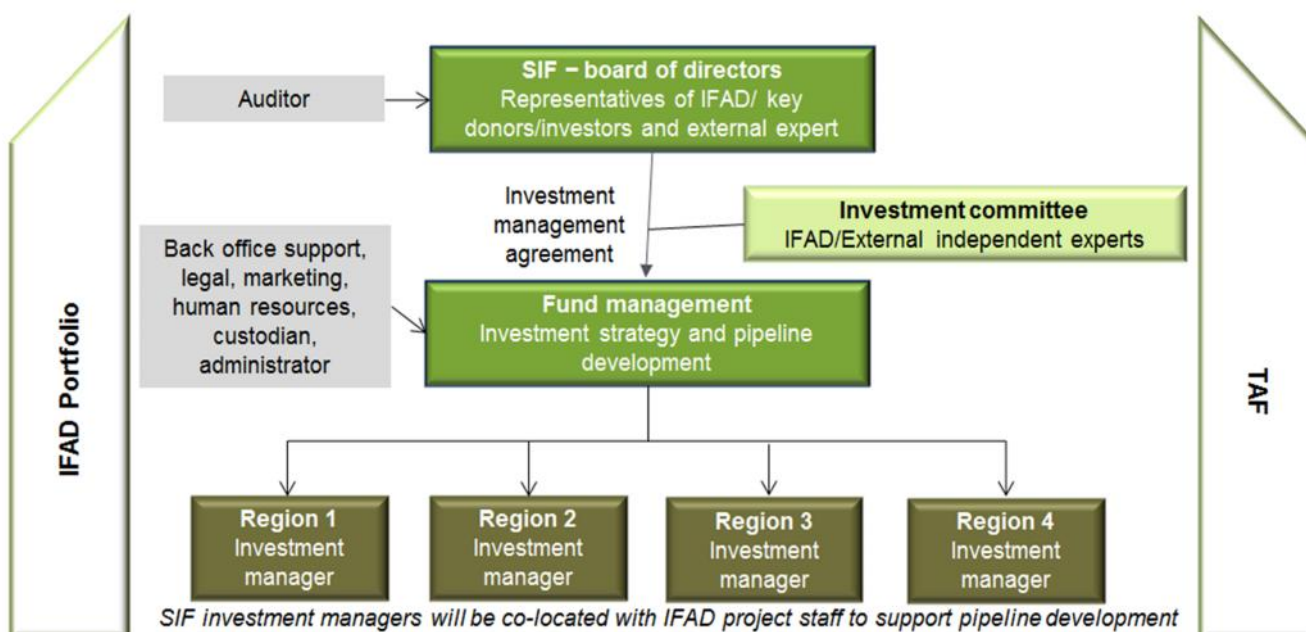 SIF – board of directors
Representatives of IFAD/ key
donors/investors and external expert
Auditor
Investment
management
agreement
Investment committee
IFAD/External independent experts
Back office support,
legal, marketing,
human resources,
custodian,
administrator
Fund management
Investment strategy and pipeline
development
IFAD Portfolio
TAF
Region 1
Investment
manager
Region 2
Investment
manager
Region 3
Investment
manager
Region 4
Investment
manager
SIF investment managers will be co-located with IFAD project staff to support pipeline development